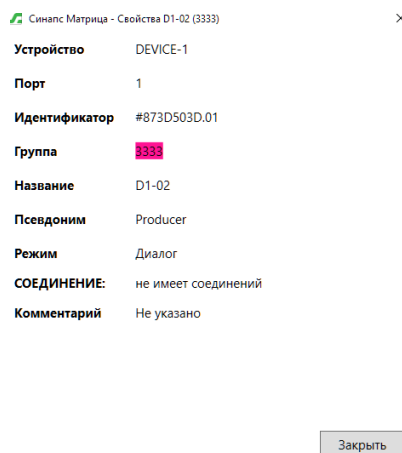 Синапс Матрица - Свойства D1-02 (3333)
Устройство DEVICE-1
Порт 1
Идентификатор #873D503D.01
Группа 3333
Название D1-02
Псевдоним Producer
Режим Диалог
СОЕДИНЕНИЕ: не имеет соединений
Комментарий Не указано
Закрыть